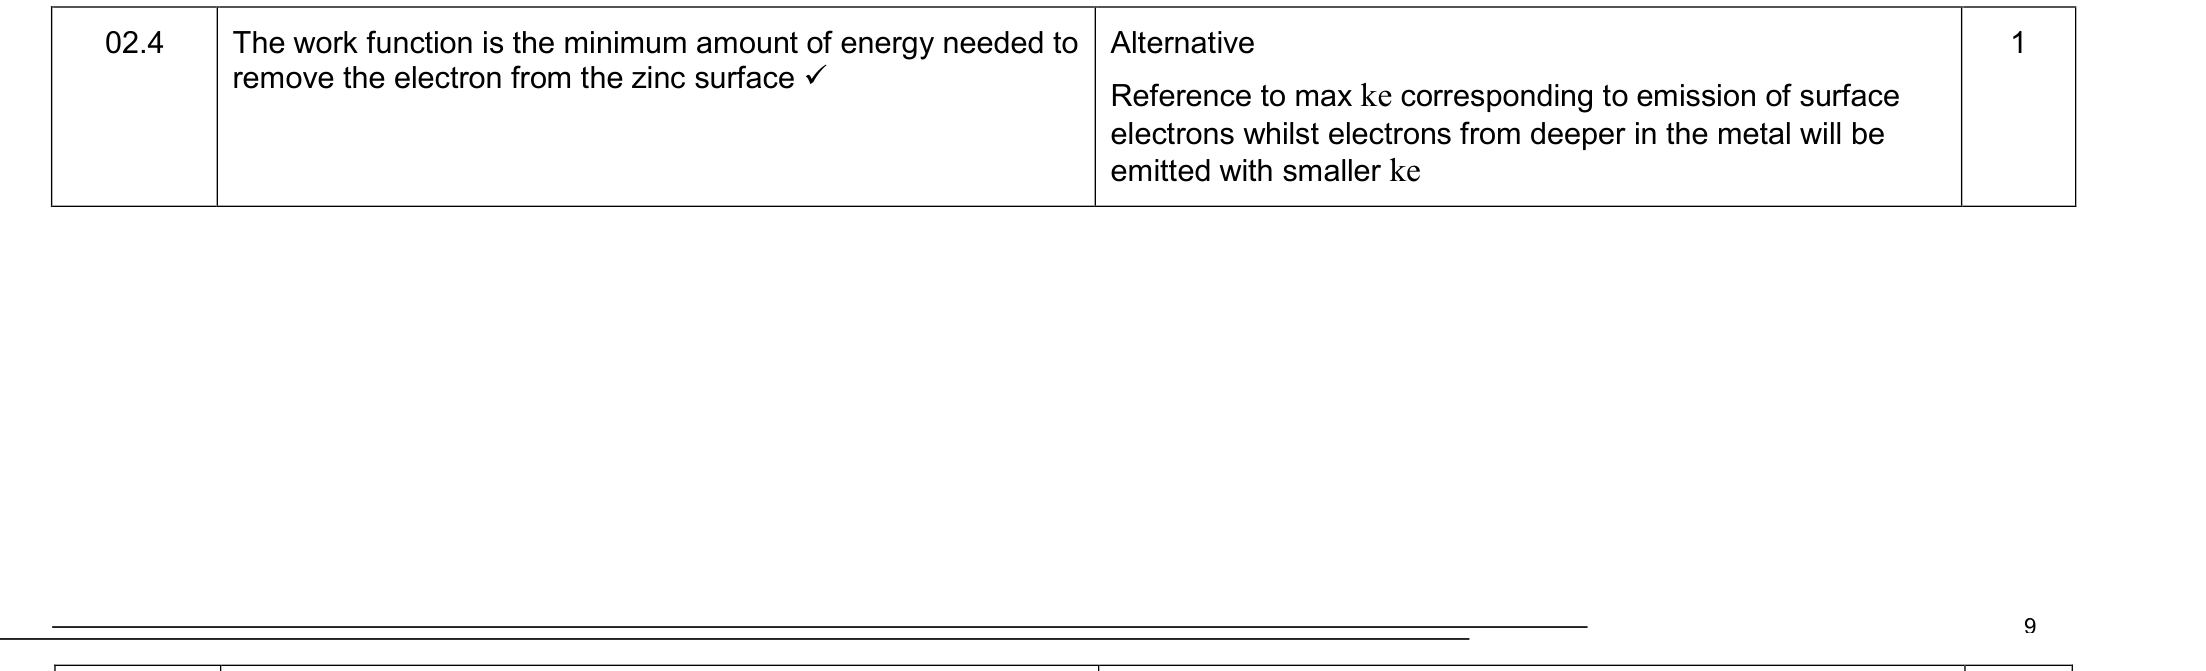 02.4
The work function is the minimum amount of energy needed to
remove the electron from the zinc surface ✓
Alternative
Reference to max ke corresponding to emission of surface
electrons whilst electrons from deeper in the metal will be
emitted with smaller ke
1
9